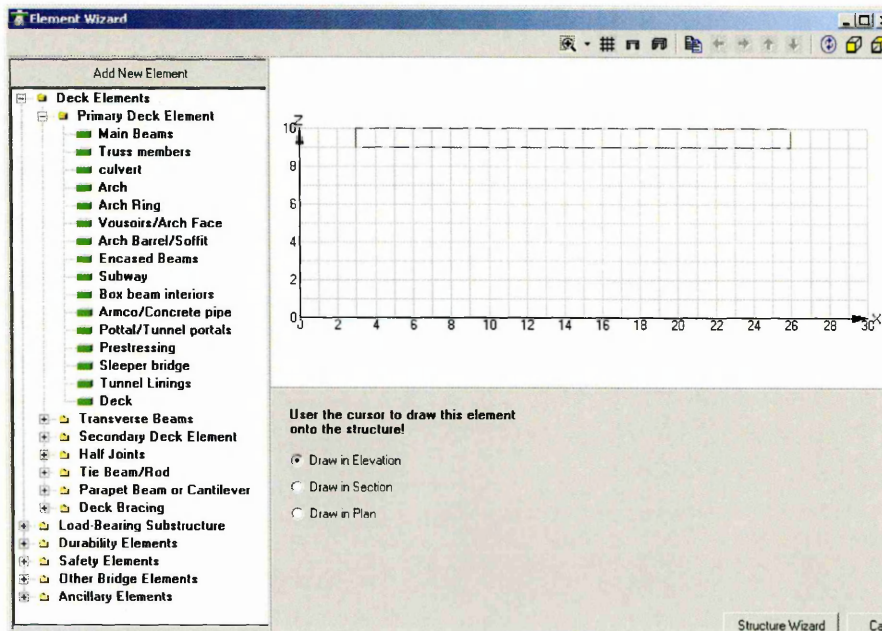 Element Wizard
Add New Element
Deck Elements
Primary Deck Element
Main Beams
Truss members
culvert
Arch
Arch Ring
Vousoirs/Arch Face
Arch Barrel/Soffit
Encased Beams
Subway
Box beam interiors
Armco/Concrete pipe
Pottal/Tunnel portals
Prestressing
Sleeper bridge
Tunnel Linings
Deck
Transverse Beams
Secondary Deck Element
Half Joints
Tie Beam/Rod
Parapet Beam or Cantilever
Deck Bracing
Load-Bearing Substructure
Durability Elements
Safety Elements
Other Bridge Elements
Ancillary Elements
Z
10
8
6
4
2
0
0 2 4 6 8 10 12 14 16 18 20 22 24 26 28 30 X
User the cursor to draw this element
onto the structure!
Draw in Elevation
Draw in Section
Draw in Plan
Structure Wizard
Ca